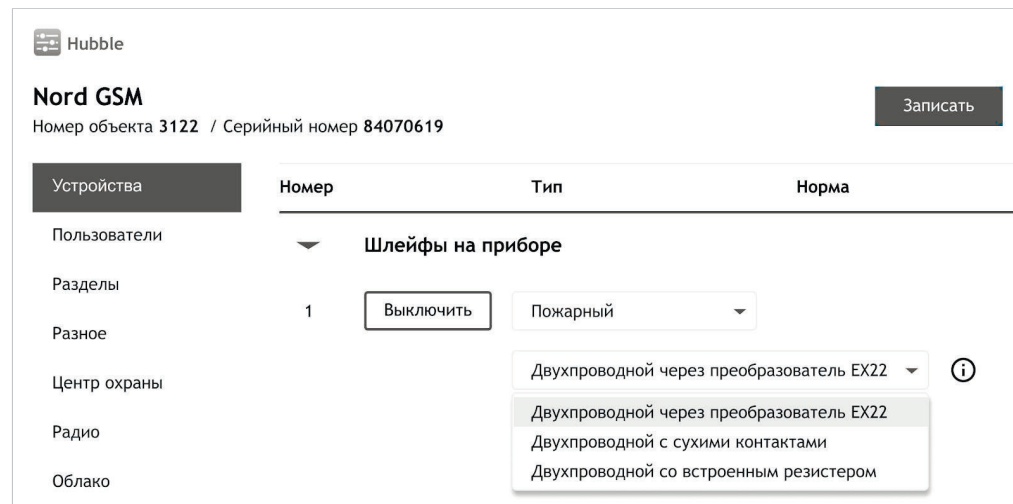 Hubble
Nord GSM
Записать
Номер объекта 3122 / Серийный номер 84070619
Устройства
Номер Тип Норма
Пользователи
Шлейфы на приборе
Разделы
1 Выключить Пожарный
Разное
Двухпроводной через преобразователь EX22
Центр охраны
Двухпроводной через преобразователь EX22
Радио
Двухпроводной с сухими контактами
Двухпроводной со встроенным резистером
Облако